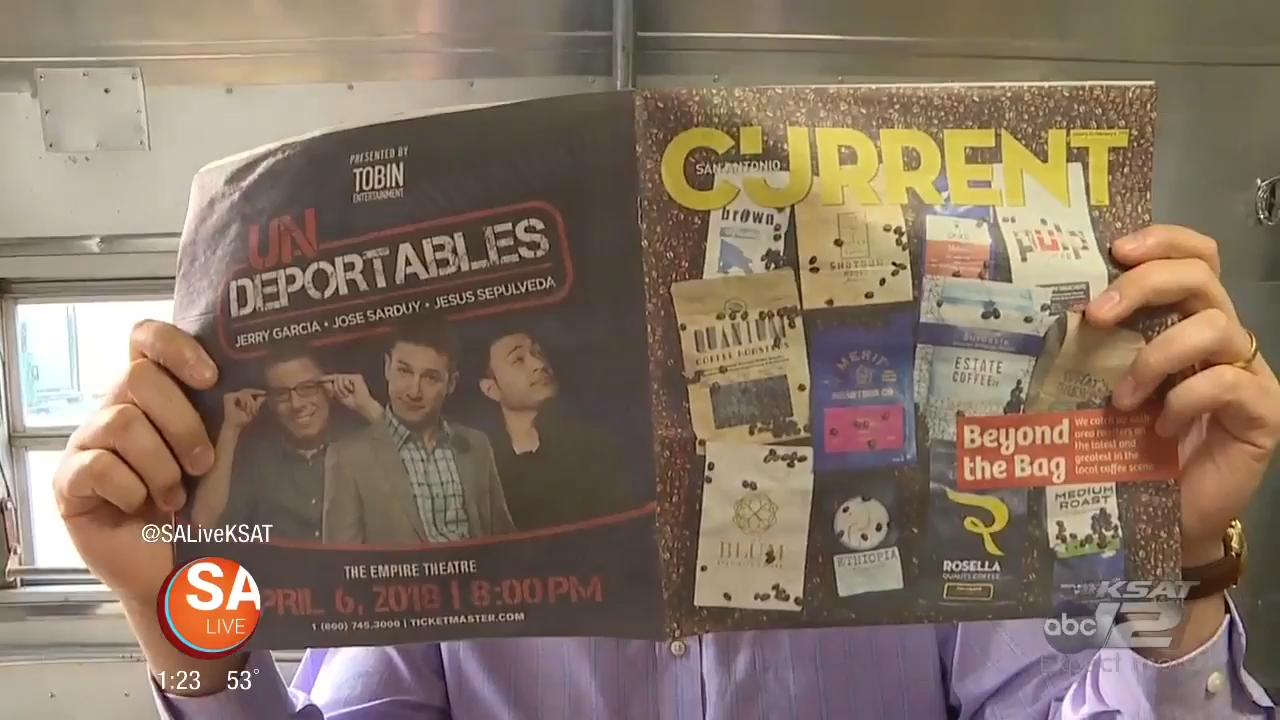 PRESENTED BY
TOBIN
ENTERTAINMENT
UN
DEPORTABLES
JERRY GARCIA • JOSE SARDUY • JESUS SEPULVEDA
THE EMPIRE THEATRE
PRIL 6, 2018 | 8:00PM
1 (800) 745.3000 | TICKETMASTER.COM
CURRENT
SAN ANTONIO
brown
SHOTGUN
pulp
QUANTUM
COFFEE ROASTERS
MERIT
ROASTING CO
ESTATE
COFFEE
Beyond
the Bag
We catch up with
area roasters on
the latest and
greatest in the
local coffee scene
ETHIOPIA
ROSELLA
QUALITY COFFEE
MEDIUM
ROAST
@SALiveKSAT
SA
LIVE
1:23 53°
KSAT
abc 12